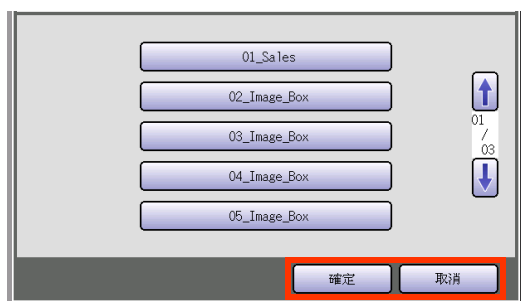 01_Sales
02_Image_Box
03_Image_Box
04_Image_Box
05_Image_Box
01
/
03
確定
取消